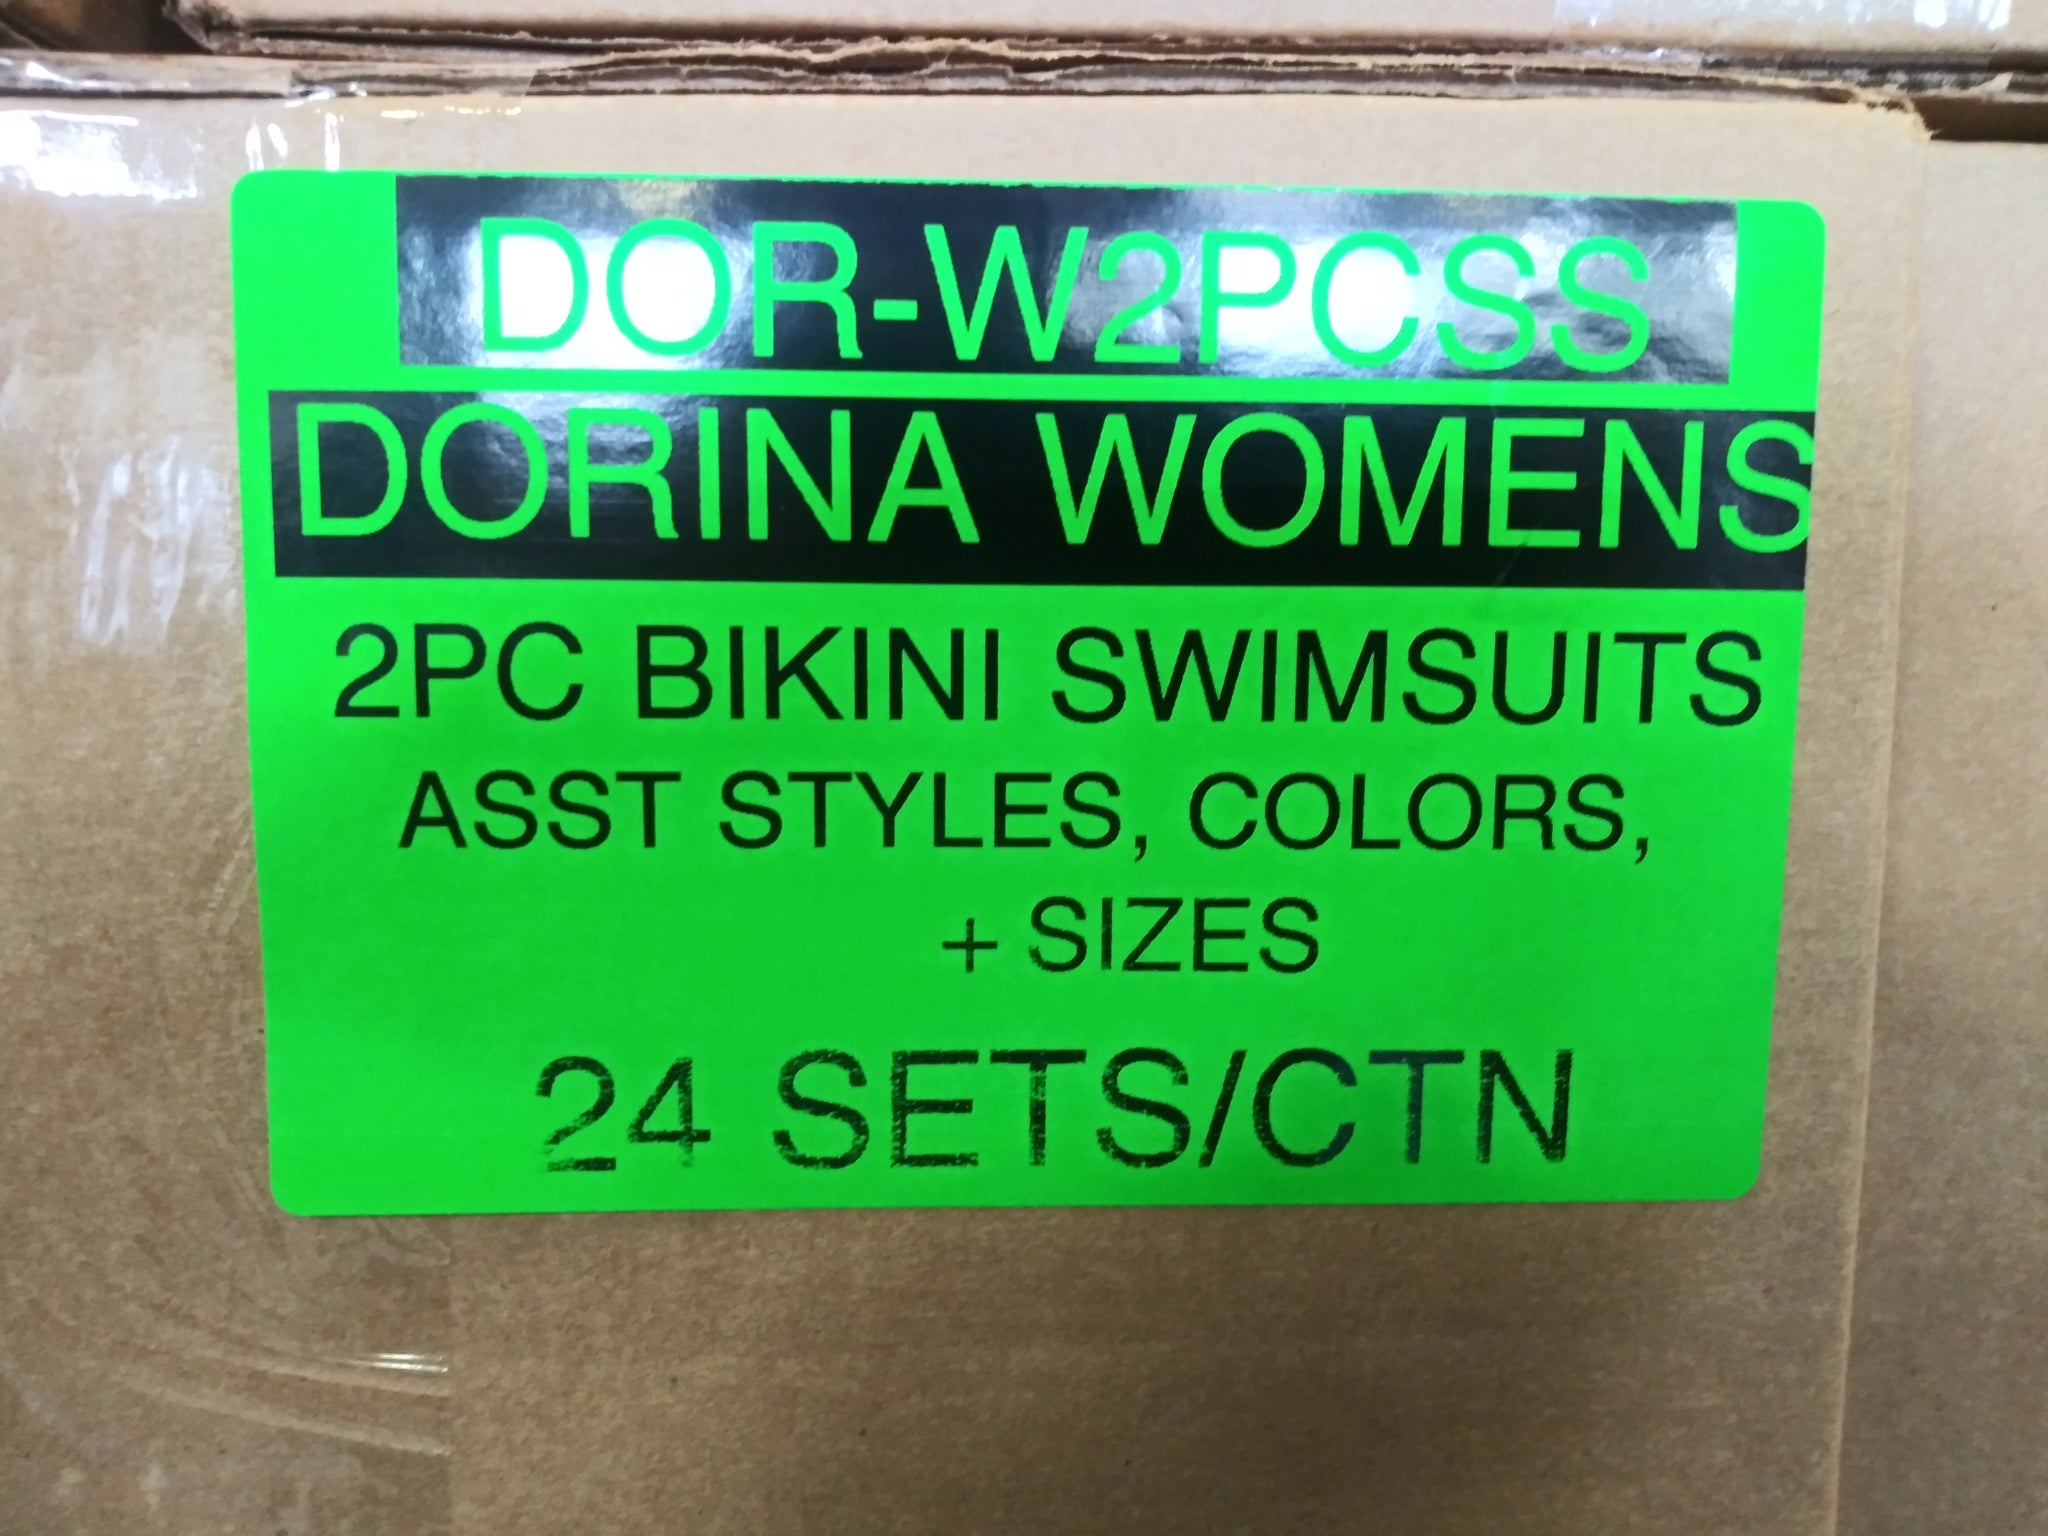 DOR-W2PCSS
DORINA WOMENS
2PC BIKINI SWIMSUITS
ASST STYLES, COLORS,
+ SIZES
24 SETS/CTN